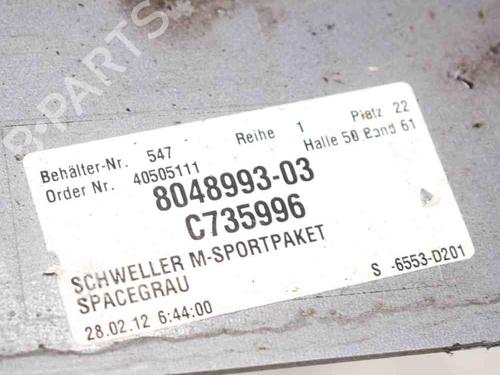 B-PARTS
Behälter-Nr. 547 Reihe 1 Platz 22
Order Nr. 40505111 Halle 50.2 Band 61
8048993-03
C735996
SCHWELLER M-SPORTPAKET
SPACEGRAU
28.02.12 6:44:00 S -6553-D201